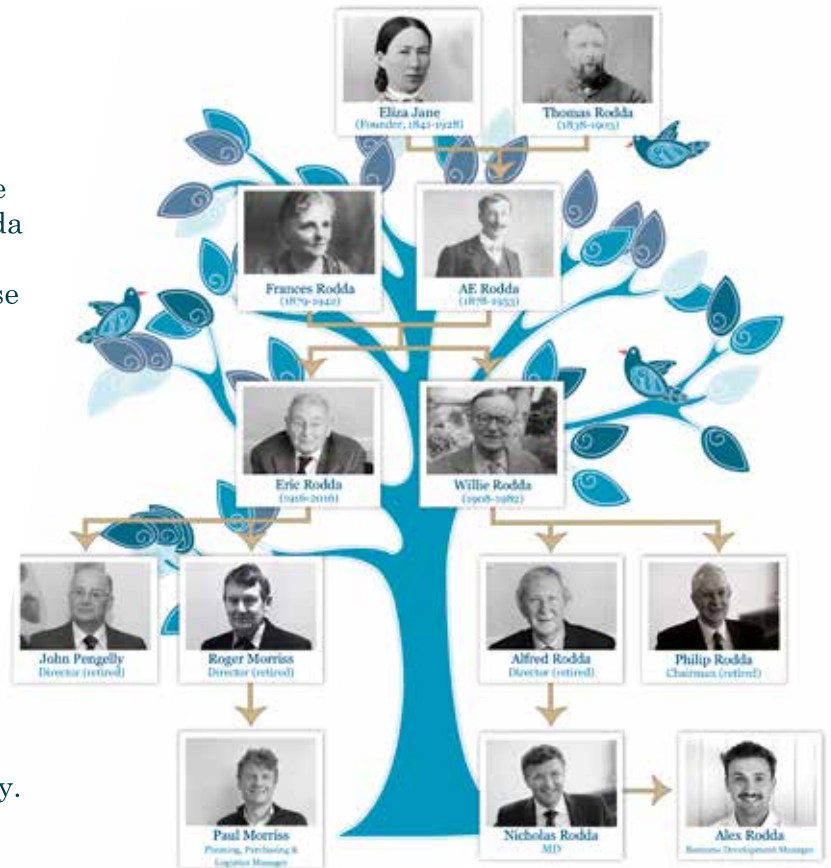 Eliza Jane
(Founder, 1841-1928)
Thomas Rodda
(1838-1903)
Frances Rodda
(1879-1942)
AE Rodda
(1878-1953)
Eric Rodda
(1916-2016)
Willie Rodda
(1908-1982)
John Pengelly
Director (retired)
Roger Morriss
Director (retired)
Alfred Rodda
Director (retired)
Philip Rodda
Chairman (retired)
Paul Morriss
Planning, Purchasing &
Logistics Manager
Nicholas Rodda
MD
Alex Rodda
Business Development Manager
y.